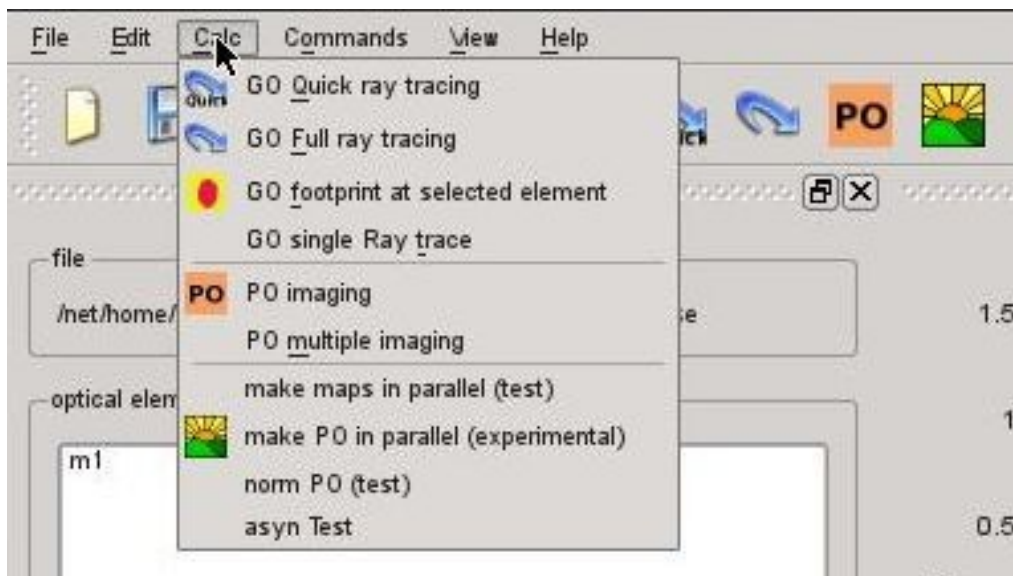 File Edit Calc Commands View Help
GO Quick ray tracing
Quick
GO Full ray tracing
PO
GO footprint at selected element
GO single Ray trace
file
PO PO imaging
/net/home/
1.5
PO multiple imaging
make maps in parallel (test)
optical elem
make PO in parallel (experimental)
1
m1
norm PO (test)
asyn Test
0.5